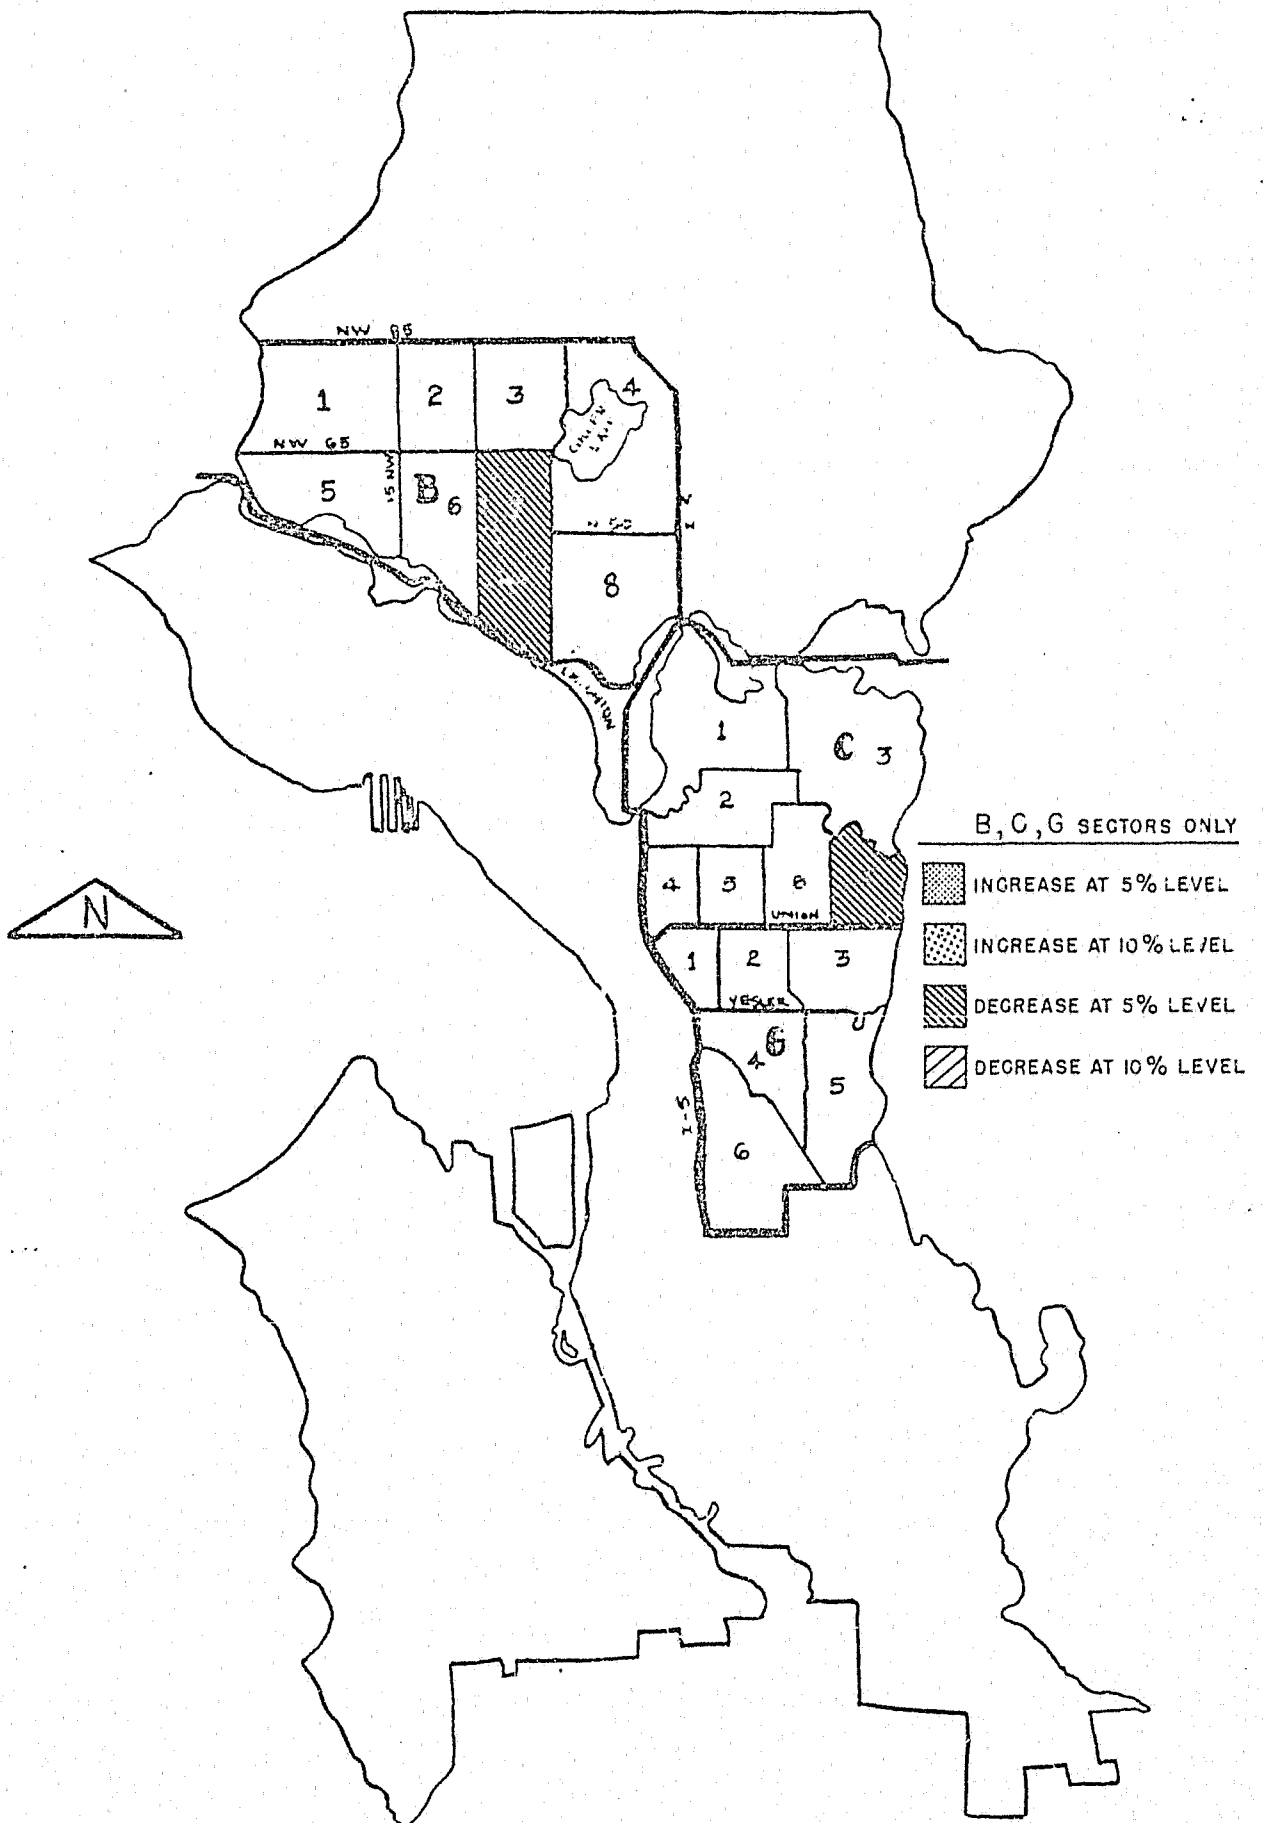 NW 85
1
2
3
4
NW 65
15 NW
5
B
6
N 50
8
1
C
3
2
4
5
UNION
1
2
3
YESLER
G
4
5
I-5
6
N
B, C, G SECTORS ONLY
INCREASE AT 5% LEVEL
INCREASE AT 10% LEVEL
DECREASE AT 5% LEVEL
DECREASE AT 10% LEVEL